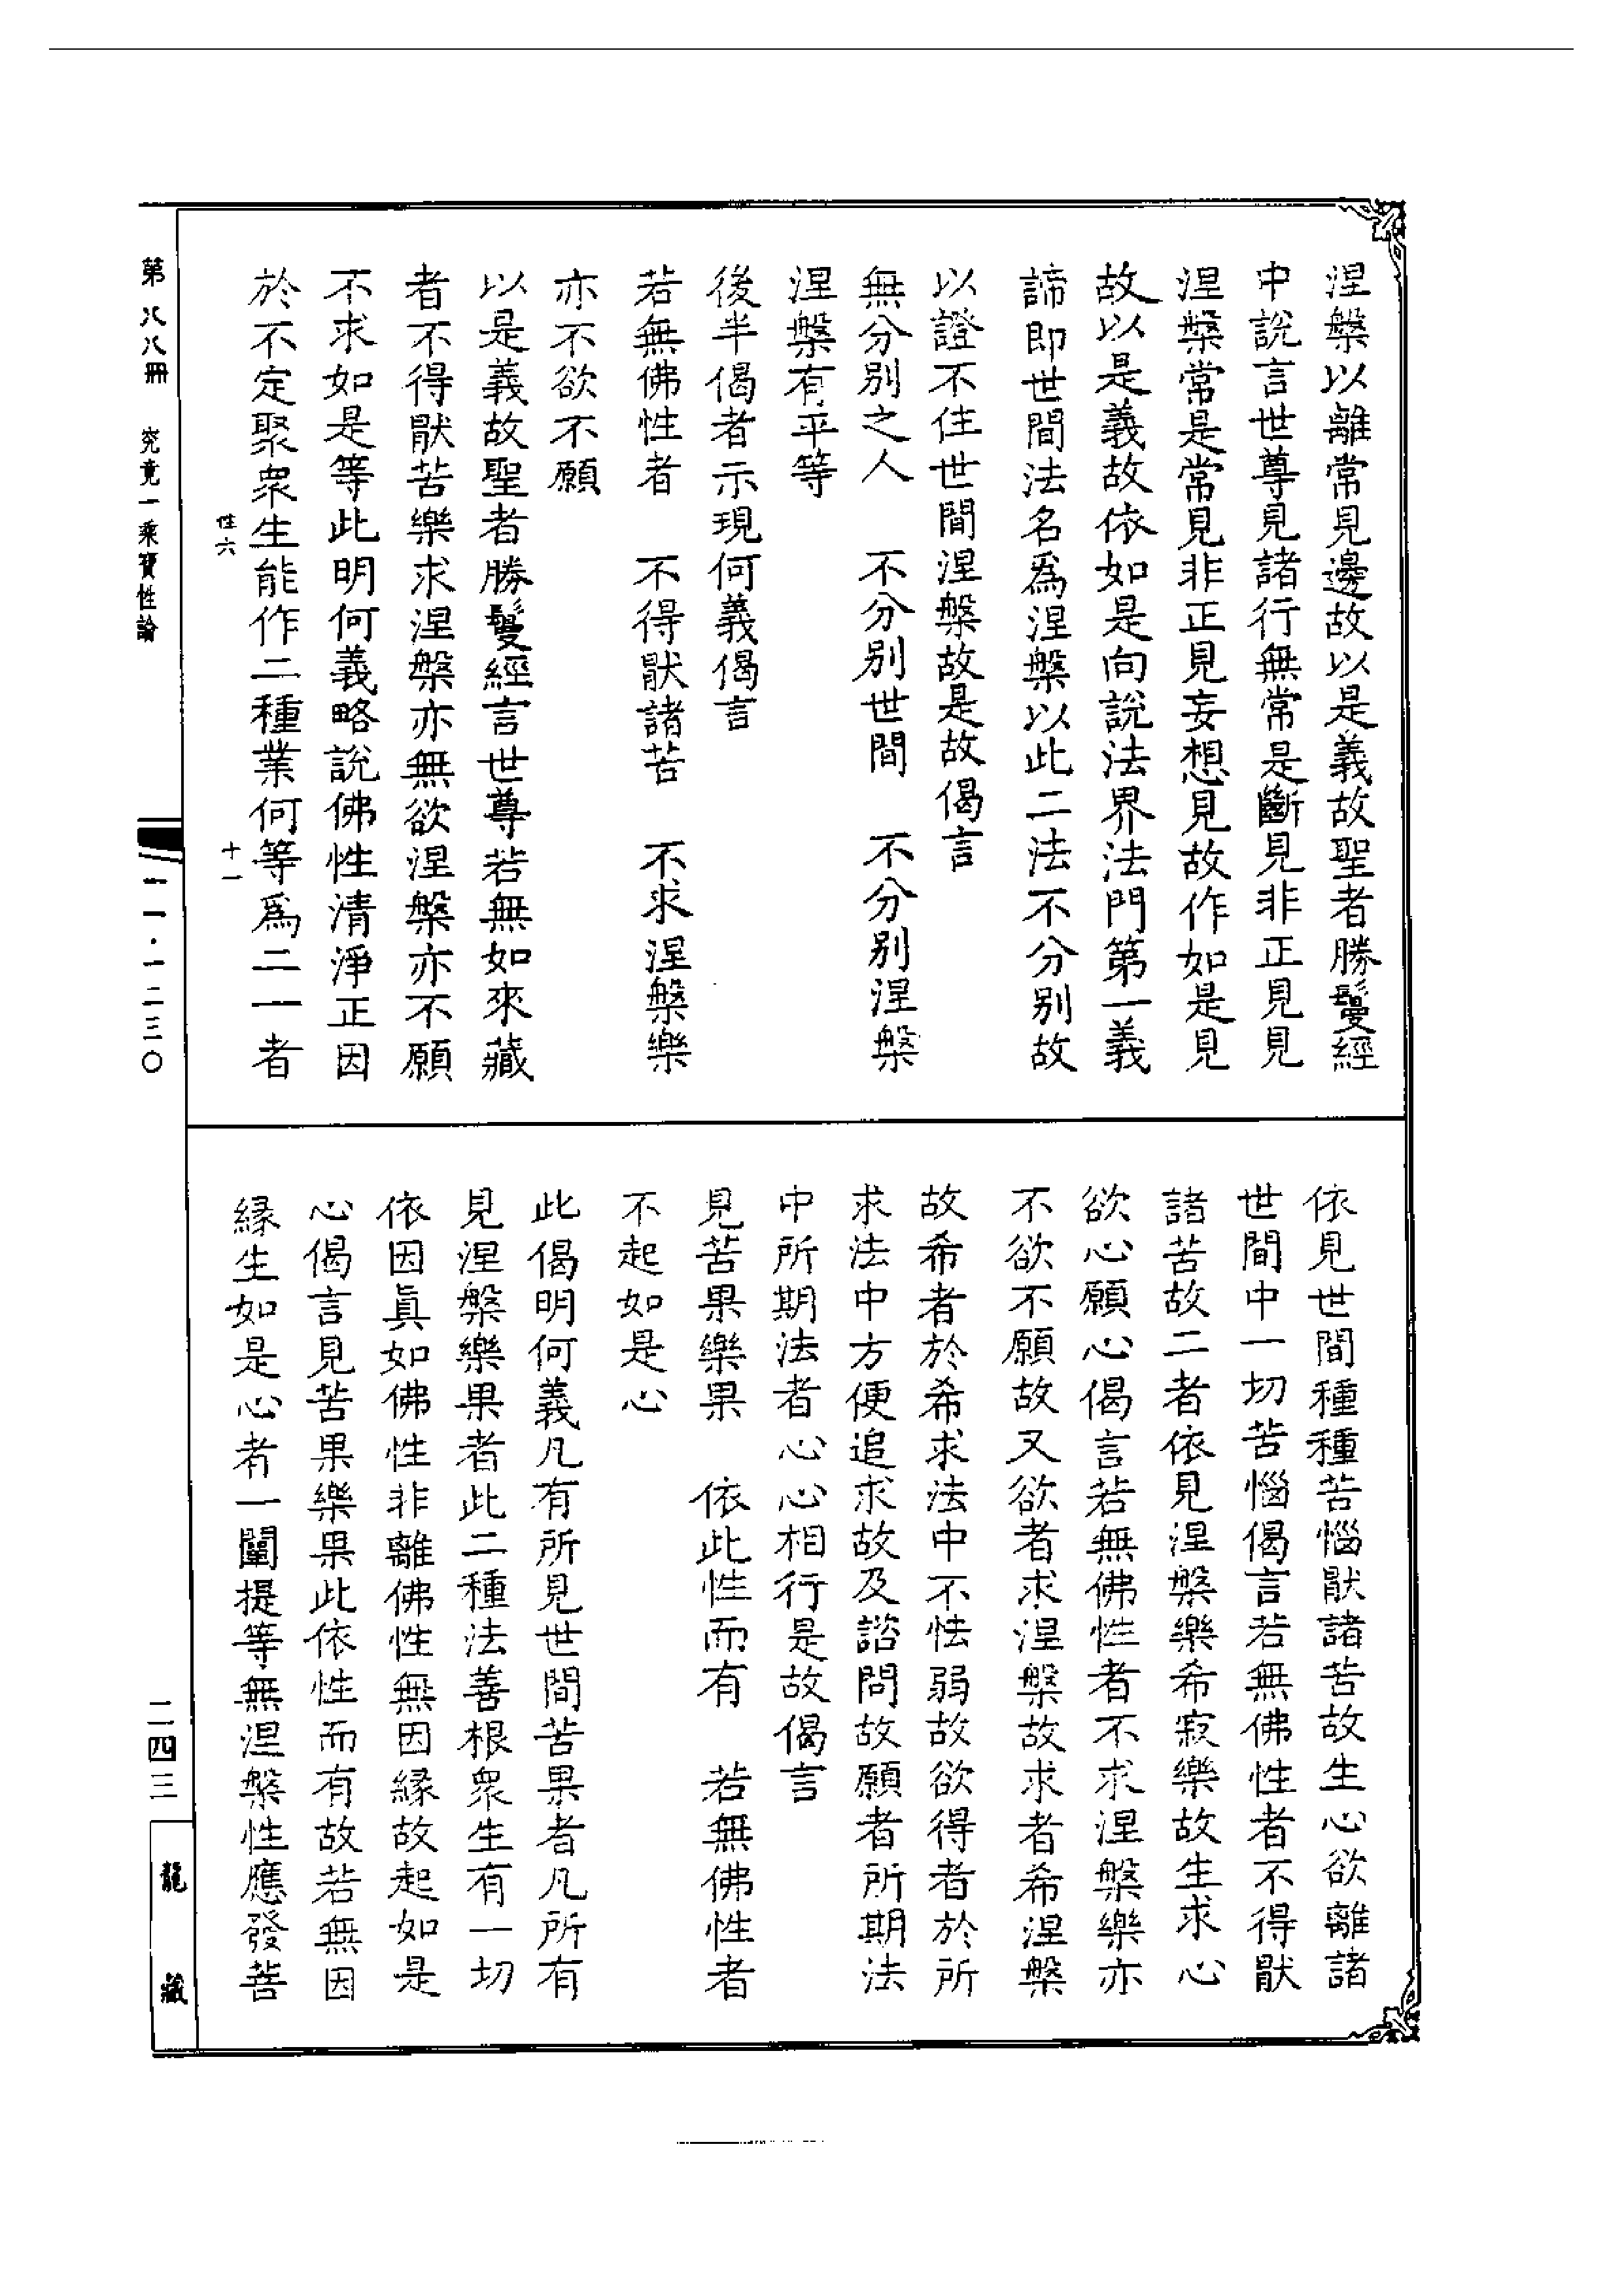 涅槃以離常見邊故以是義故聖者勝鬘經
中說言世尊見諸行無常是斷見非正見見
涅槃常是常見非正見妄想見故作如是見
故以是義故依如是向說法界法門第一義
諦即世間法名爲涅槃以此二法不分別故
以證不住世間涅槃故是故偈言
無分別之人　不分別世間　不分別涅槃
涅槃有平等
後半偈者示現何義偈言
若無佛性者　不得猒諸苦　不求涅槃樂
亦不欲不願
以是義故聖者勝鬘經言世尊若無如來藏
者不得猒苦樂求涅槃亦無欲涅槃亦不願
不求如是等此明何義略說佛性清淨正因
於不定聚衆生能作二種業何等爲二一者
依見世間種種苦惱猒諸苦故生心欲離諸
世間中一切苦惱偈言若無佛性者不得猒
諸苦故二者依見涅槃樂希寂樂故生求心
欲心願心偈言若無佛性者不求涅槃樂亦
不欲不願故又欲者求涅槃故求者希涅槃
故希者於希求法中不怯弱故欲得者於所
求法中方便追求故及諮問故願者所期法
中所期法者心心相行是故偈言
見苦果樂果　依此性而有　若無佛性者
不起如是心
此偈明何義凡有所見世間苦果者凡所有
見涅槃樂果者此二種法善根衆生有一切
依因眞如佛性非離佛性無因緣故起如是
心偈言見苦果樂果此依性而有故若無因
緣生如是心者一闡提等無涅槃性應發菩
性六　十一
第八八冊　究竟一乘寶性論　一一·一二三〇
二四三
龍藏